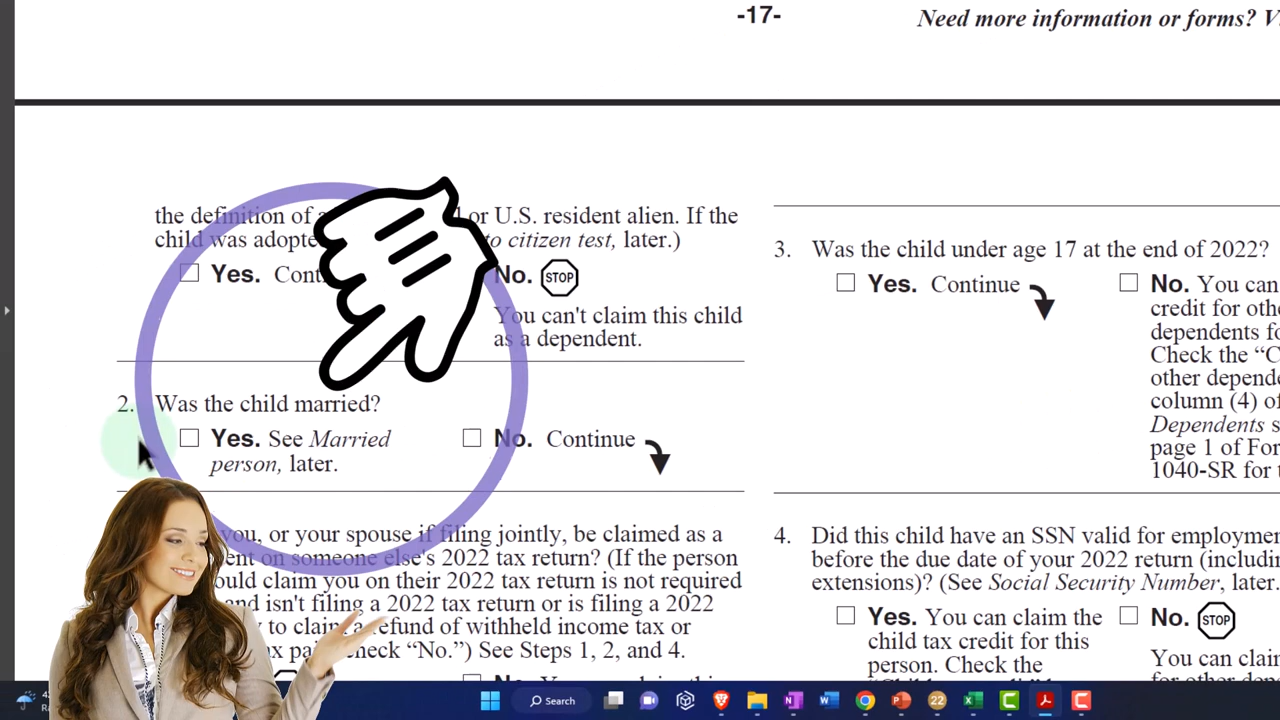 -17-
Need more information or forms? V
the definition of a or U.S. resident alien. If the
child was adopte to citizen test, later.)
Yes. Cont No. STOP
You can't claim this child
as a dependent.
2. Was the child married?
Yes. See Married
person, later.
No. Continue
you, or your spouse if filing jointly, be claimed as a
ent on someone else's 2022 tax return? (If the person
ould claim you on their 2022 tax return is not required
and isn't filing a 2022 tax return or is filing a 2022
to claim a refund of withheld income tax or
heck “No.”) See Steps 1, 2, and 4.
3. Was the child under age 17 at the end of 2022?
Yes. Continue
No. You can
credit for othe
dependents fo
Check the “C
other depende
column (4) of
Dependents s
page 1 of For
1040-SR for t
4. Did this child have an SSN valid for employme
before the due date of your 2022 return (includi
extensions)? (See Social Security Number, later.
Yes. You can claim the
child tax credit for this
person. Check the
No. STOP
You can clai
Search
22